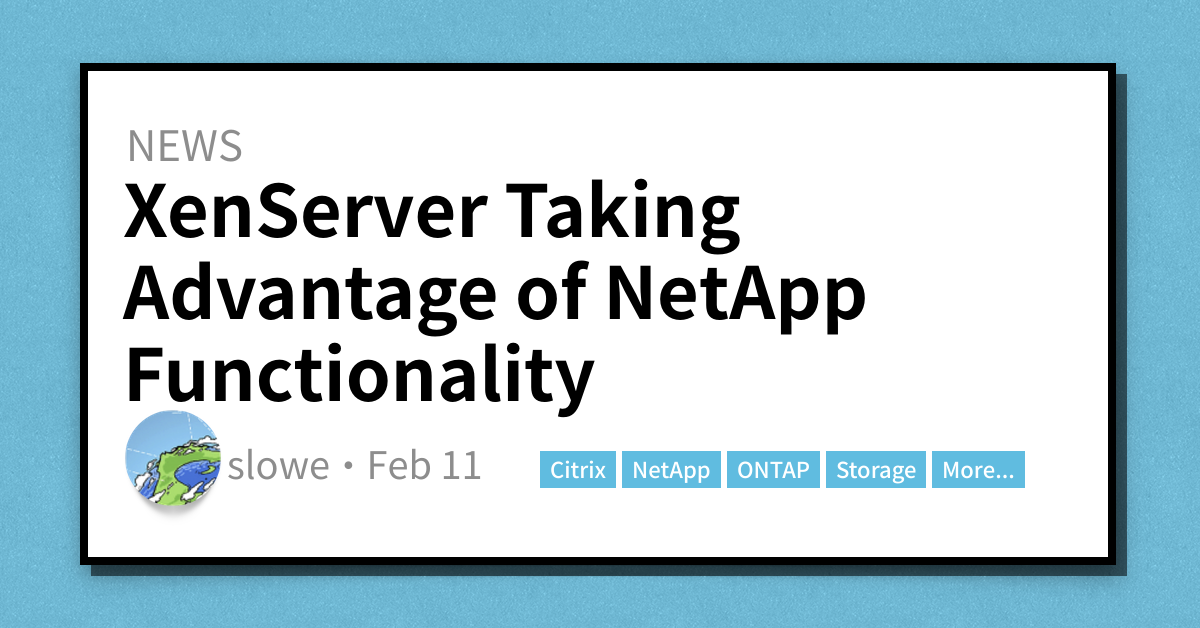 NEWS
XenServer Taking
Advantage of NetApp
Functionality
slowe • Feb 11
Citrix NetApp ONTAP Storage More...